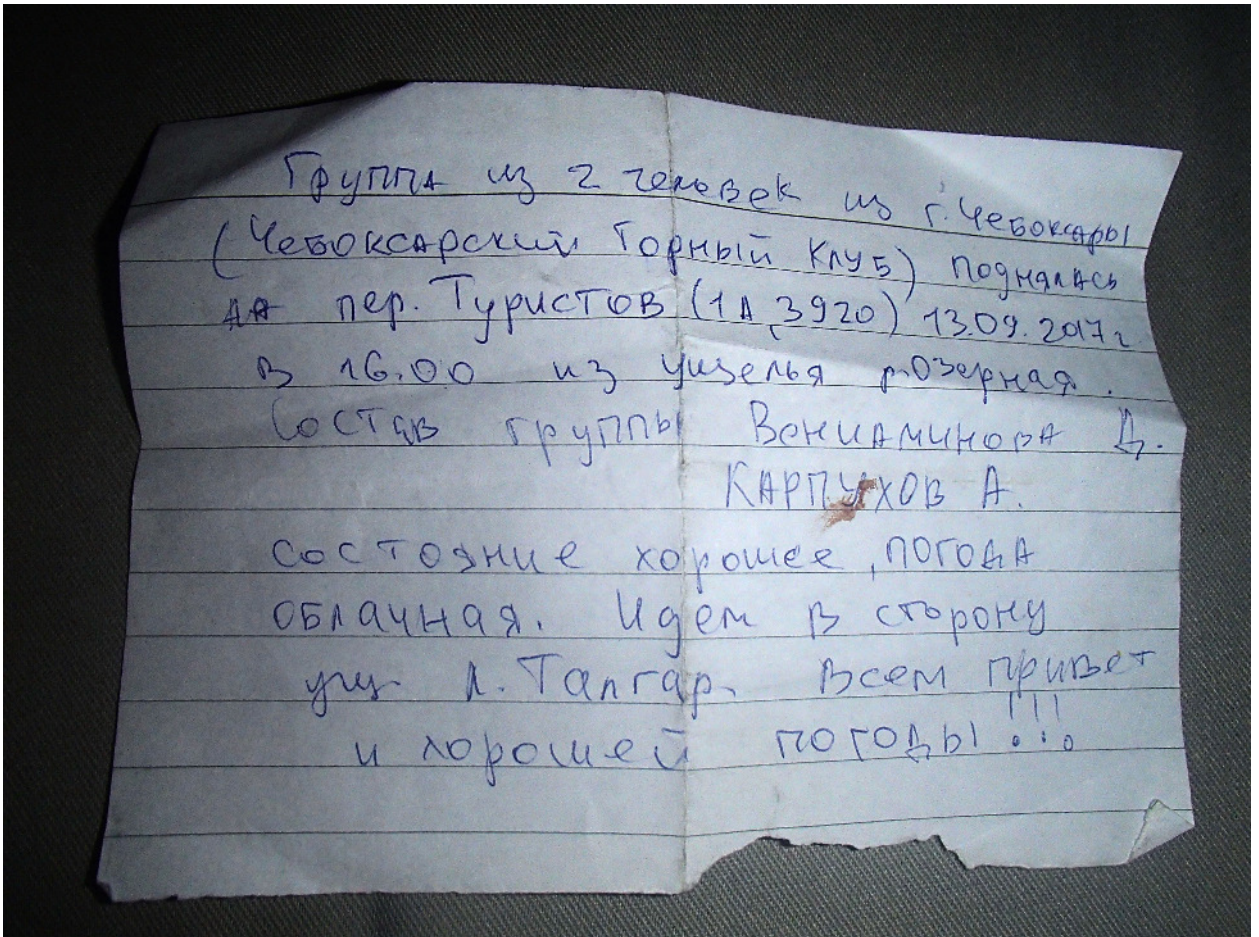 Группа из 2 человек из г. Чебоксары
(Чебоксарский Горный Клуб) поднялась
на пер. Туристов (1А, 3920) 13.09.2017г
в 16.00 из ущелья р.Озерная.
Состав группы Вениаминова Д.
КАРПУХОВ А.
состояние хорошее, погода
облачная. Идем в сторону
ущ. Л. Талгар. Всем привет
и хорошей погоды!!!